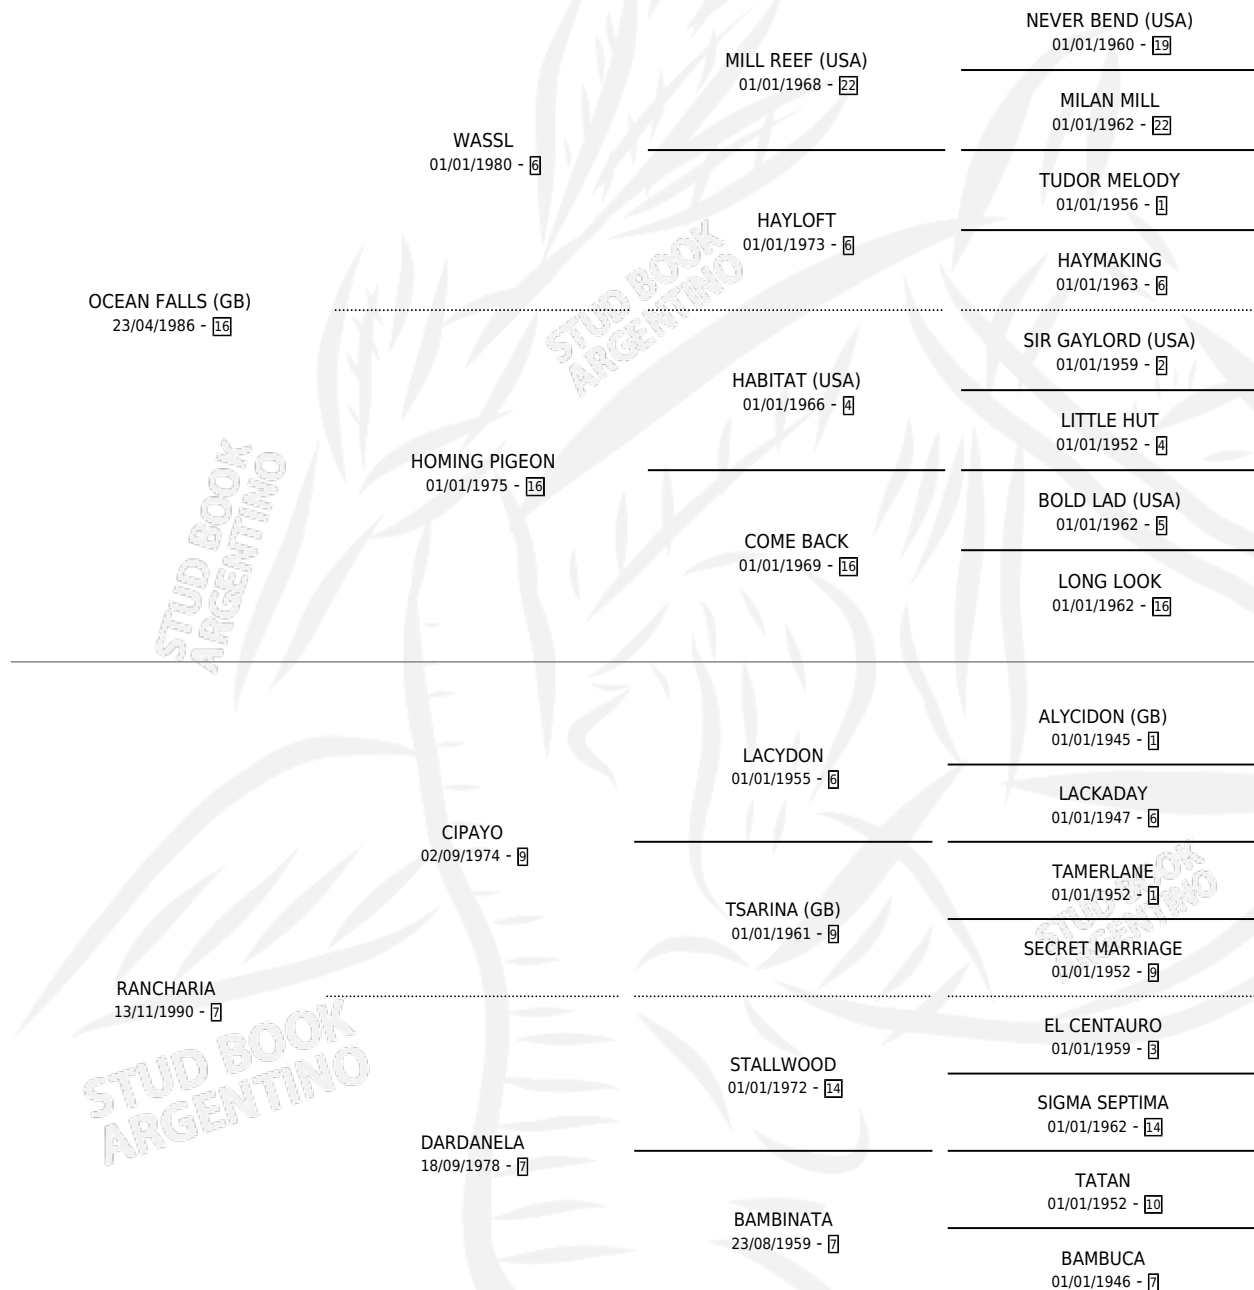 NEVER BEND (USA)
01/01/1960 - 19
MILL REEF (USA)
01/01/1968 - 22
MILAN MILL
01/01/1962 - 22
WASSL
01/01/1980 - 6
TUDOR MELODY
01/01/1956 - 1
HAYLOFT
01/01/1973 - 6
HAYMAKING
01/01/1963 - 6
OCEAN FALLS (GB)
23/04/1986 - 16
STUD BOOK
ARGENTINO
SIR GAYLORD (USA)
01/01/1959 - 2
HABITAT (USA)
01/01/1966 - 4
LITTLE HUT
01/01/1952 - 4
HOMING PIGEON
01/01/1975 - 16
STUD BOOK
ARGENTINO
BOLD LAD (USA)
01/01/1962 - 5
COME BACK
01/01/1969 - 16
LONG LOOK
01/01/1962 - 16
ALYCIDON (GB)
01/01/1945 - 1
LACYDON
01/01/1955 - 6
LACKADAY
01/01/1947 - 6
CIPAYO
02/09/1974 - 9
TAMERLANE
01/01/1952 - 1
STUD BOOK
ARGENTINO
TSARINA (GB)
01/01/1961 - 9
SECRET MARRIAGE
01/01/1952 - 9
RANCHARIA
13/11/1990 - 7
STUD BOOK
ARGENTINO
EL CENTAURO
01/01/1959 - 3
STALLWOOD
01/01/1972 - 14
SIGMA SEPTIMA
01/01/1962 - 14
DARDANELA
18/09/1978 - 7
TATAN
01/01/1952 - 10
BAMBINATA
23/08/1959 - 7
BAMBUCA
01/01/1946 - 7